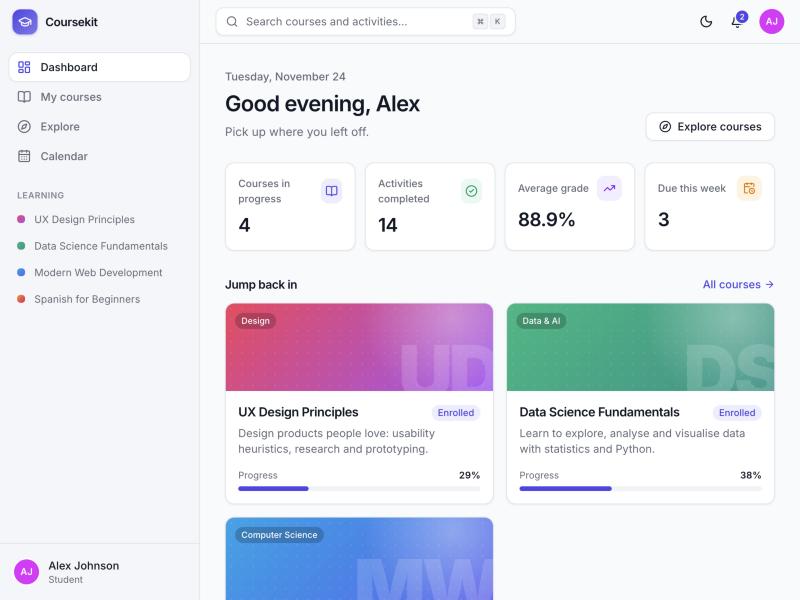 Coursekit
Search courses and activities...
⌘ K
2
AJ
Dashboard
My courses
Explore
Calendar
LEARNING
UX Design Principles
Data Science Fundamentals
Modern Web Development
Spanish for Beginners
AJ
Alex Johnson
Student
Tuesday, November 24
Good evening, Alex
Pick up where you left off.
Explore courses
Courses in
progress
4
Activities
completed
14
Average grade
88.9%
Due this week
3
Jump back in
All courses →
Design
UD
UX Design Principles
Enrolled
Design products people love: usability
heuristics, research and prototyping.
Progress
29%
Data & AI
DS
Data Science Fundamentals
Enrolled
Learn to explore, analyse and visualise data
with statistics and Python.
Progress
38%
Computer Science
MW